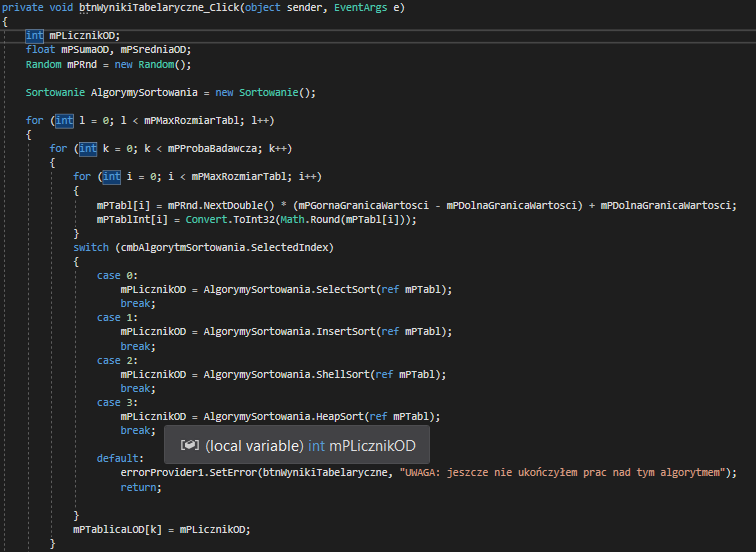 private void btnWynikiTabelaryczne_Click(object sender, EventArgs e)
{
int mPLicznikOD;
float mPSumaOD, mPSredniaOD;
Random mPRnd = new Random();
Sortowanie AlgorymySortowania = new Sortowanie();
for (int l = 0; l < mPMaxRozmiarTabl; l++)
{
for (int k = 0; k < mPProbaBadawcza; k++)
{
for (int i = 0; i < mPMaxRozmiarTabl; i++)
{
mPTabl[i] = mPRnd.NextDouble() * (mPGornaGranicaWartosci - mPDolnaGranicaWartosci) + mPDolnaGranicaWartosci;
mPTablInt[i] = Convert.ToInt32(Math.Round(mPTabl[i]));
}
switch (cmbAlgorytmSortowania.SelectedIndex)
{
case 0:
mPLicznikOD = AlgorymySortowania.SelectSort(ref mPTabl);
break;
case 1:
mPLicznikOD = AlgorymySortowania.InsertSort(ref mPTabl);
break;
case 2:
mPLicznikOD = AlgorymySortowania.ShellSort(ref mPTabl);
break;
case 3:
mPLicznikOD = AlgorymySortowania.HeapSort(ref mPTabl);
break;
(local variable) int mPLicznikOD
default:
errorProvider1.SetError(btnWynikiTabelaryczne, "UWAGA: jeszcze nie ukończyłem prac nad tym algorytmem");
return;
}
mPTablicaLOD[k] = mPLicznikOD;
}